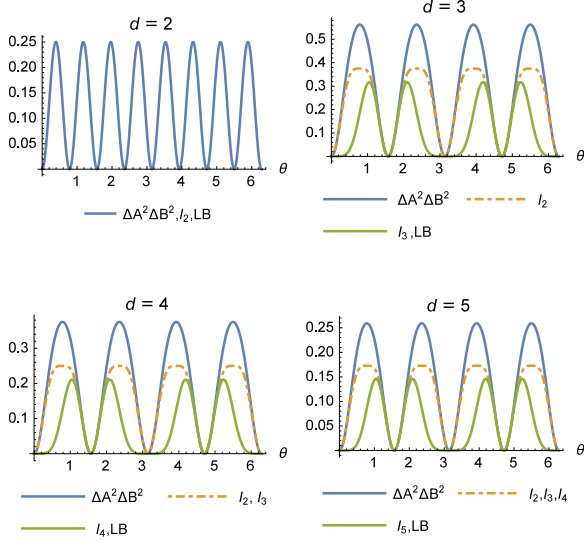 d = 2
0.25
0.20
0.15
0.10
0.05
1 2 3 4 5 6 θ
ΔA²ΔB², I₂, LB
d = 3
0.5
0.4
0.3
0.2
0.1
1 2 3 4 5 6 θ
ΔA²ΔB² I₂
I₃, LB
d = 4
0.3
0.2
0.1
1 2 3 4 5 6 θ
ΔA²ΔB² I₂, I₃
I₄, LB
d = 5
0.25
0.20
0.15
0.10
0.05
1 2 3 4 5 6 θ
ΔA²ΔB² I₂, I₃, I₄
I₅, LB